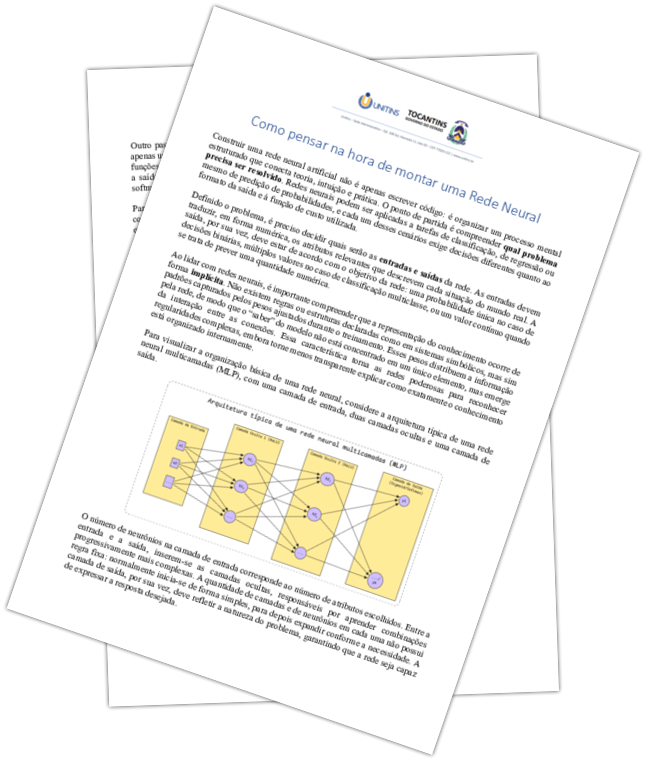 UNITINS
TOCANTINS
GOVERNO DO ESTADO
Como pensar na hora de montar uma Rede Neural
Construir uma rede neural artificial não é apenas escrever código: é organizar um processo mental
estruturado que conecta teoria, intuição e prática. O ponto de partida é compreender qual problema
precisa ser resolvido. Redes neurais podem ser aplicadas a tarefas de classificação, de regressão ou
mesmo de predição de probabilidades, e cada um desses cenários exige decisões diferentes quanto ao
formato da saída e à função de custo utilizada.
Definido o problema, é preciso decidir quais serão as entradas e saídas da rede. As entradas devem
traduzir, em forma numérica, os atributos relevantes que descrevem cada situação do mundo real. A
saída, por sua vez, deve estar de acordo com o objetivo da rede: uma probabilidade única no caso de
decisões binárias, múltiplos valores no caso de classificação multiclasse, ou um valor contínuo quando
se trata de prever uma quantidade numérica.
Ao lidar com redes neurais, é importante compreender que a representação do conhecimento ocorre de
forma implícita. Não existem regras ou estruturas declaradas como em sistemas simbólicos, mas sim
padrões capturados pelos pesos ajustados durante o treinamento. Esses pesos distribuem a informação
pela rede, de modo que o “saber” do modelo não está concentrado em um único elemento, mas emerge
da interação entre as conexões. Essa característica torna as redes poderosas para reconhecer
regularidades complexas, embora torne menos transparente explicar como exatamente o conhecimento
está organizado internamente.
Para visualizar a organização básica de uma rede neural, considere a arquitetura típica de uma rede
neural multicamadas (MLP), com uma camada de entrada, duas camadas ocultas e uma camada de
saída.
Arquitetura típica de uma rede neural multicamadas (MLP)
Camada de Entrada
Camada Oculta 1 (ReLU)
Camada Oculta 2 (ReLU)
Camada de Saída
(Sigmoid/Softmax)
O número de neurônios na camada de entrada corresponde ao número de atributos escolhidos. Entre a
entrada e a saída, inserem-se as camadas ocultas, responsáveis por aprender combinações
progressivamente mais complexas. A quantidade de camadas e de neurônios em cada uma não possui
regra fixa: normalmente inicia-se de forma simples, para depois expandir conforme a necessidade. A
camada de saída, por sua vez, deve refletir a natureza do problema, garantindo que a rede seja capaz
de expressar a resposta desejada.
Outro pas
apenas u
funções
a saíd
softm
Par